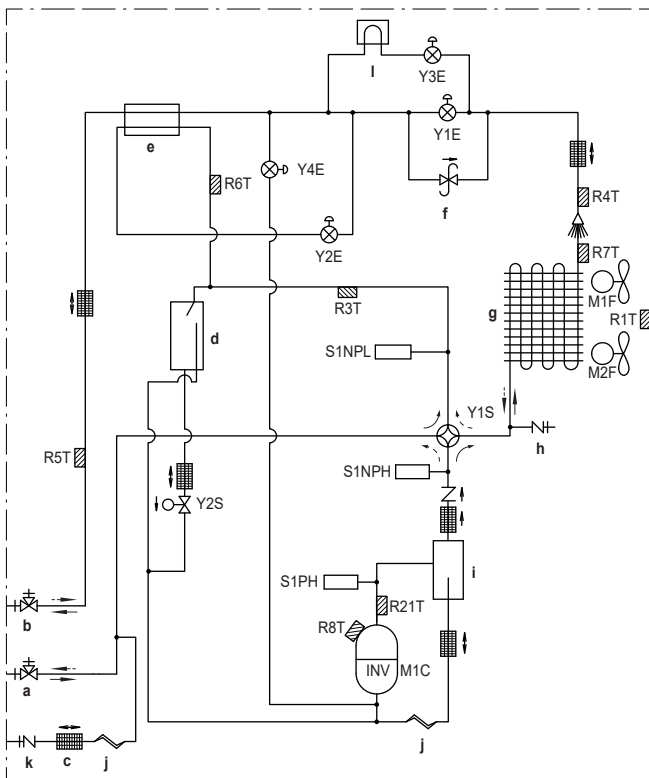 l
Y3E
Y1E
e
Y4E
R6T
f
R4T
Y2E
R7T
g
M1F
R1T
R3T
d
S1NPL
M2F
Y1S
h
R5T
S1NPH
Y2S
S1PH
i
R21T
b
R8T
INV M1C
a
j
k c j